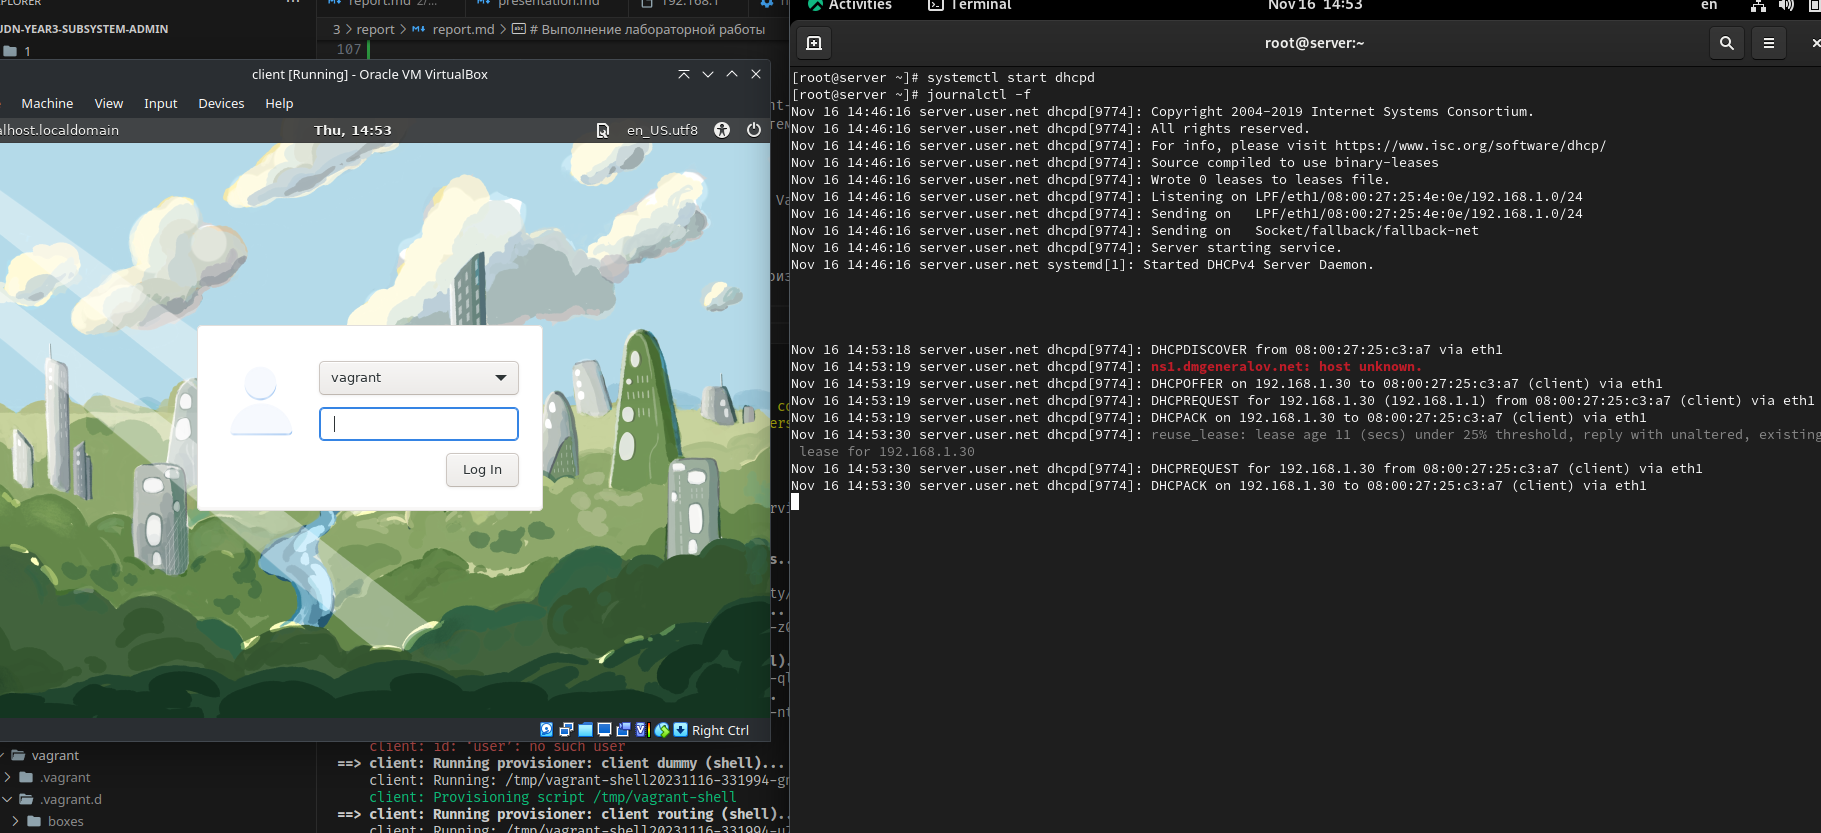 PLORER
report.md 2/...
presentation.md
192.168.1
UDN-YEAR3-SUBSYSTEM-ADMIN
1
3 > report > report.md > # Выполнение лабораторной работы
107
client [Running] - Oracle VM VirtualBox
Machine View Input Devices Help
alhost.localdomain
Thu, 14:53
en_US.utf8
vagrant
Log In
Right Ctrl
vagrant
.vagrant
.vagrant.d
boxes
client: id: ‘user’: no such user
==> client: Running provisioner: client dummy (shell)...
client: Running: /tmp/vagrant-shell20231116-331994-gn
client: Provisioning script /tmp/vagrant-shell
==> client: Running provisioner: client routing (shell)..
client: Running: /tmp/vagrant-shell20231116-331994-u
Activities
Terminal
Nov 16 14:53
en
root@server:~
[root@server ~]# systemctl start dhcpd
[root@server ~]# journalctl -f
Nov 16 14:46:16 server.user.net dhcpd[9774]: Copyright 2004-2019 Internet Systems Consortium.
Nov 16 14:46:16 server.user.net dhcpd[9774]: All rights reserved.
Nov 16 14:46:16 server.user.net dhcpd[9774]: For info, please visit https://www.isc.org/software/dhcp/
Nov 16 14:46:16 server.user.net dhcpd[9774]: Source compiled to use binary-leases
Nov 16 14:46:16 server.user.net dhcpd[9774]: Wrote 0 leases to leases file.
Nov 16 14:46:16 server.user.net dhcpd[9774]: Listening on LPF/eth1/08:00:27:25:4e:0e/192.168.1.0/24
Nov 16 14:46:16 server.user.net dhcpd[9774]: Sending on   LPF/eth1/08:00:27:25:4e:0e/192.168.1.0/24
Nov 16 14:46:16 server.user.net dhcpd[9774]: Sending on   Socket/fallback/fallback-net
Nov 16 14:46:16 server.user.net dhcpd[9774]: Server starting service.
Nov 16 14:46:16 server.user.net systemd[1]: Started DHCPv4 Server Daemon.
Nov 16 14:53:18 server.user.net dhcpd[9774]: DHCPDISCOVER from 08:00:27:25:c3:a7 via eth1
Nov 16 14:53:19 server.user.net dhcpd[9774]: ns1.dmgeneralov.net: host unknown.
Nov 16 14:53:19 server.user.net dhcpd[9774]: DHCPOFFER on 192.168.1.30 to 08:00:27:25:c3:a7 (client) via eth1
Nov 16 14:53:19 server.user.net dhcpd[9774]: DHCPREQUEST for 192.168.1.30 (192.168.1.1) from 08:00:27:25:c3:a7 (client) via eth1
Nov 16 14:53:19 server.user.net dhcpd[9774]: DHCPACK on 192.168.1.30 to 08:00:27:25:c3:a7 (client) via eth1
Nov 16 14:53:30 server.user.net dhcpd[9774]: reuse_lease: lease age 11 (secs) under 25% threshold, reply with unaltered, existing
lease for 192.168.1.30
Nov 16 14:53:30 server.user.net dhcpd[9774]: DHCPREQUEST for 192.168.1.30 from 08:00:27:25:c3:a7 (client) via eth1
Nov 16 14:53:30 server.user.net dhcpd[9774]: DHCPACK on 192.168.1.30 to 08:00:27:25:c3:a7 (client) via eth1